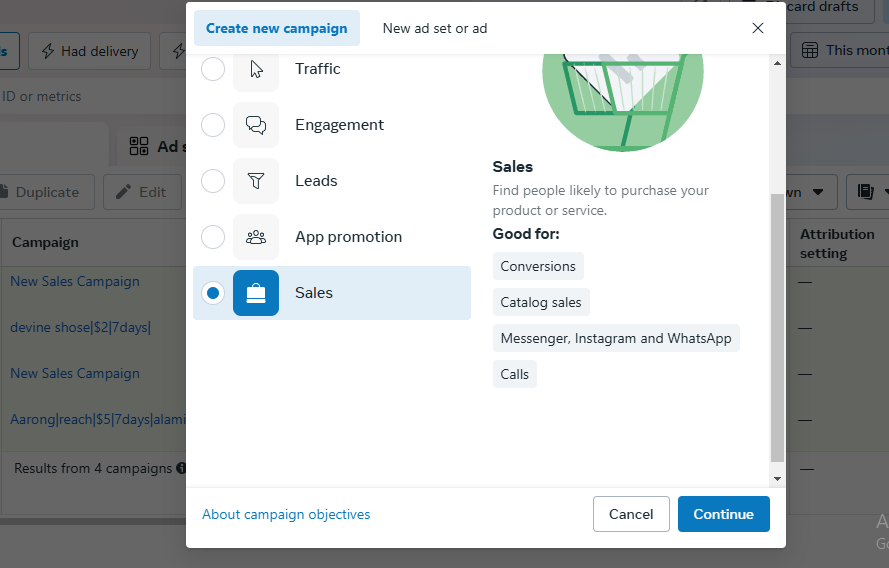 Create new campaign
New ad set or ad
card drafts
Had delivery
This mont
ID or metrics
Traffic
Engagement
Leads
App promotion
Sales
Sales
Find people likely to purchase your
product or service.
Good for:
Conversions
Catalog sales
Messenger, Instagram and WhatsApp
Calls
Ad s
Duplicate
Edit
wn
Campaign
Attribution
setting
New Sales Campaign
—
devine shose|$2|7days|
—
New Sales Campaign
—
Aarong|reach|$5|7days|alami
—
Results from 4 campaigns
—
About campaign objectives
Cancel
Continue